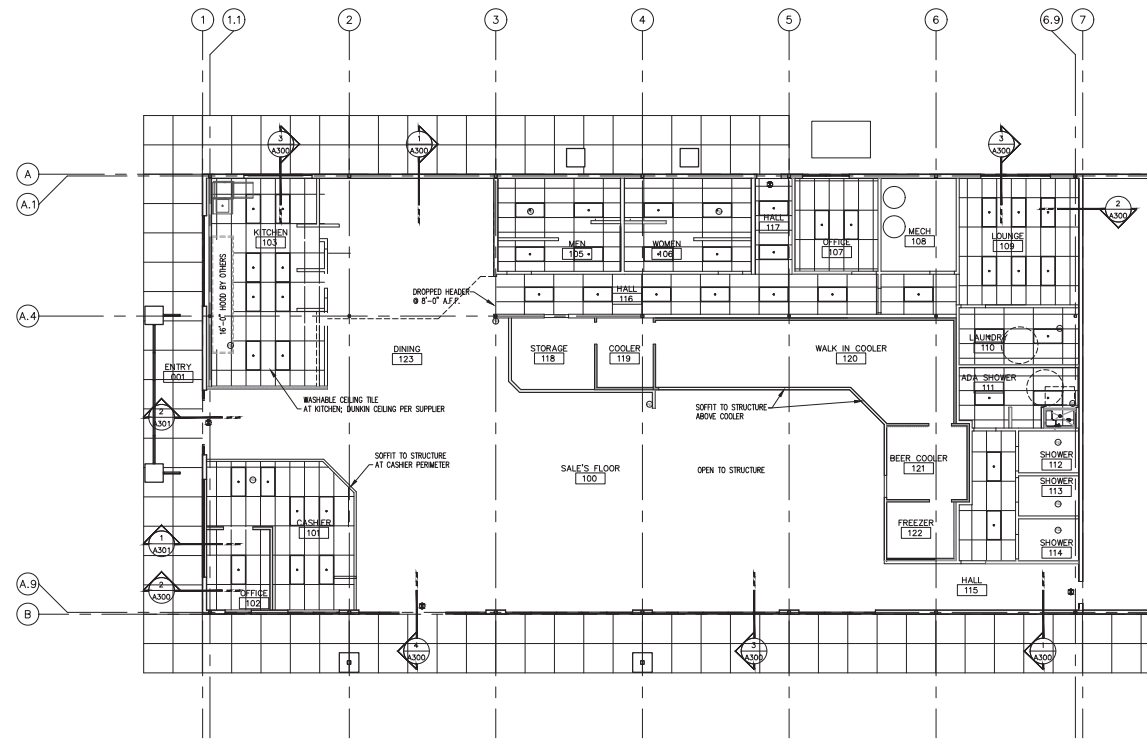 1
1.1
2
3
4
5
6
6.9
7
3
A300
1
A300
3
A300
A
A.1
2
A300
KITCHEN
103
HALL
117
MEN
105
WOMEN
106
OFFICE
107
MECH
108
LOUNGE
109
16"-0" HOOD BY OTHERS
DROPPED HEADER
@ 8'-0" A.F.F.
HALL
116
A.4
ENTRY
001
DINING
123
STORAGE
118
COOLER
119
WALK IN COOLER
120
LAUNDRY
110
ADA SHOWER
111
WASHABLE CEILING TILE
AT KITCHEN; DUNKIN CEILING PER SUPPLIER
SOFFIT TO STRUCTURE
ABOVE COOLER
2
A301
SOFFIT TO STRUCTURE
AT CASHIER PERIMETER
SALE'S FLOOR
100
OPEN TO STRUCTURE
BEER COOLER
121
SHOWER
112
SHOWER
113
CASHIER
101
FREEZER
122
SHOWER
114
1
A301
2
A300
OFFICE
102
HALL
115
A.9
B
4
A300
3
A300
1
A300